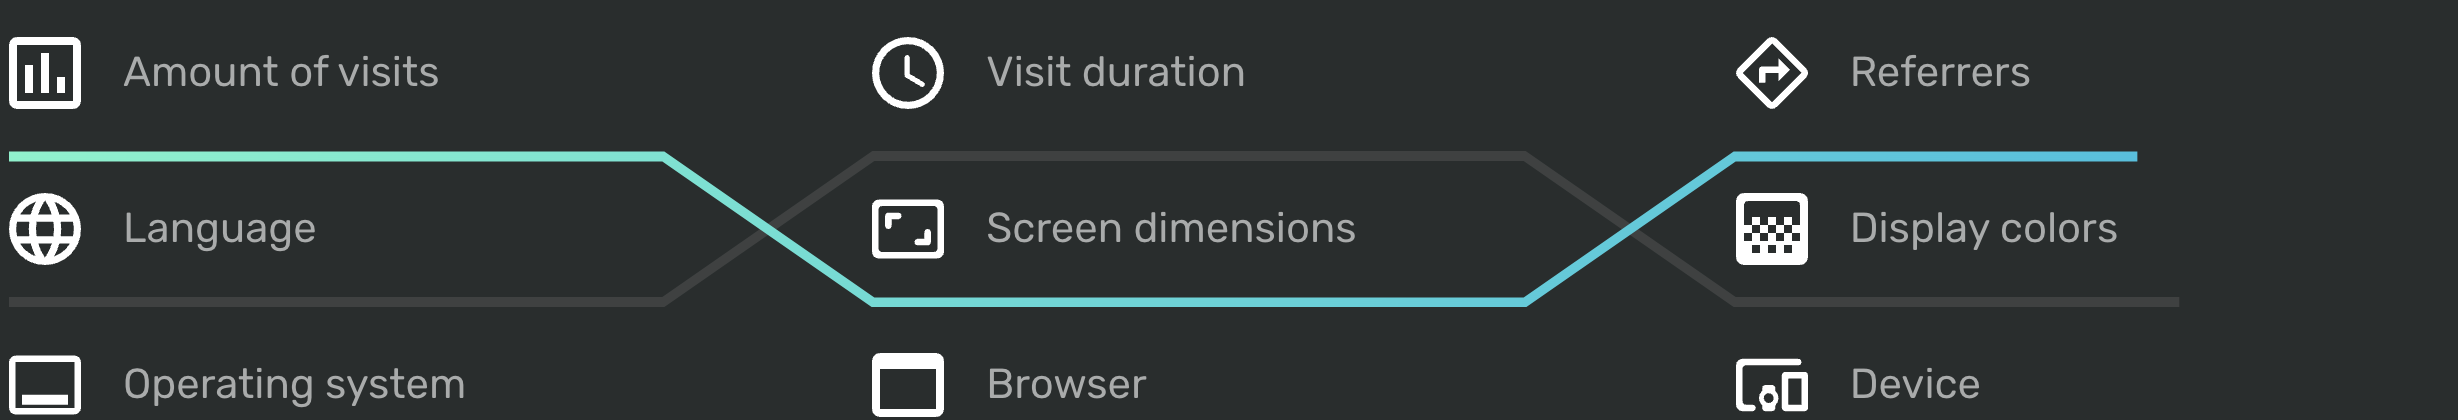 Amount of visits
Visit duration
Referrers
Language
Screen dimensions
Display colors
Operating system
Browser
Device